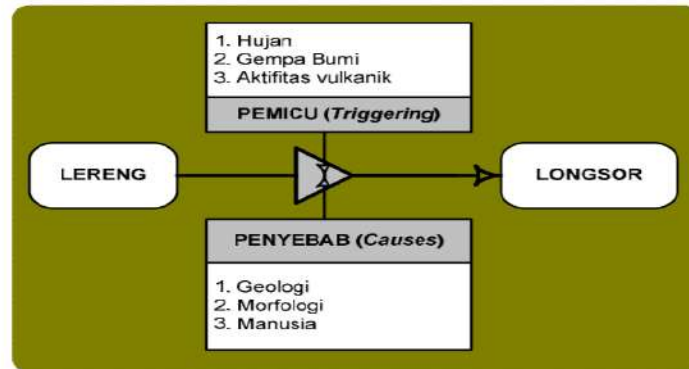 1. Hujan
2. Gempa Bumi
3. Aktifitas vulkanik
PEMICU (Triggering)
LERENG
LONGSOR
PENYEBAB (Causes)
1. Geologi
2. Morfologi
3. Manusia